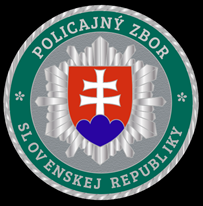 POLICAJNÝ ZBOR
* SLOVENSKEJ REPUBLIKY *